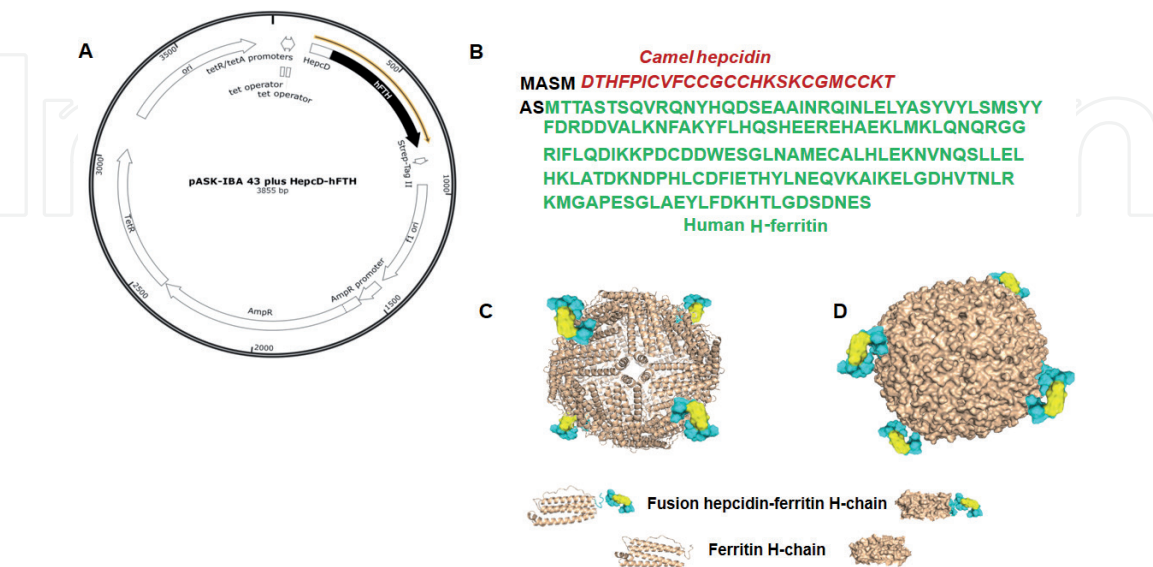 A
3500
ori
tetR/tetA promoters
HepcD
500
hFTH
tet operator
tet operator
Strep-Tag II
3000
pASK-IBA 43 plus HepcD-hFTH
3855 bp
1000
TetR
f1 ori
AmpR promoter
2500
AmpR
1500
2000
B
Camel hepcidin
MASM DTHFPICVFCCGCCHKSKCGMCCKT
ASMTTASTSQVRQNYHQDSEAAINRQINLELYASYVYLSMSYY
FDRDDVALKNFAKYFLHQSHEEREHAEKLMKLQNQRGG
RIFLQDIKKPDCDDWESGLNAMECALHLEKNVNQSLLEL
HKLATDKNDPHLCDFIETHYLNEQVKAIKELGDHVTNLR
KMGAPESGLAEYLFDKHTLGDSDNES
Human H-ferritin
C
D
Fusion hepcidin-ferritin H-chain
Ferritin H-chain